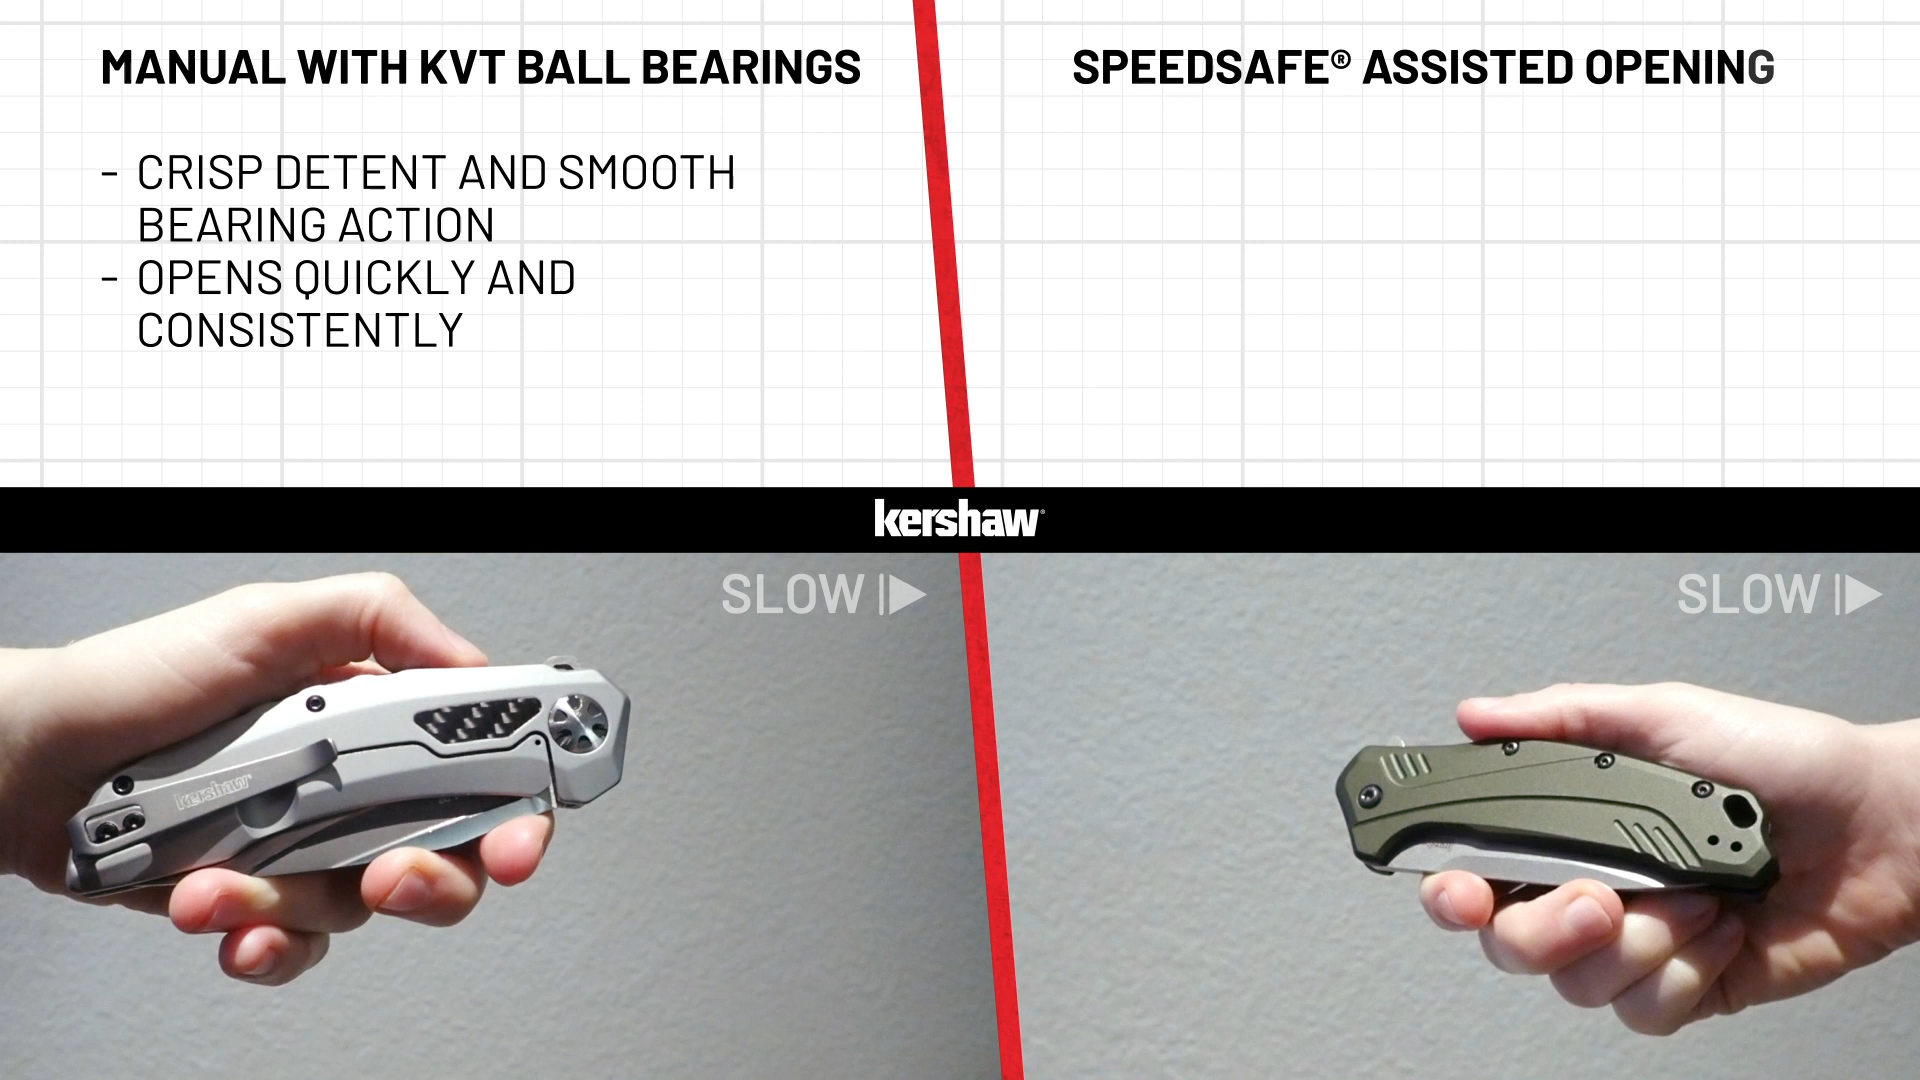 MANUAL WITH KVT BALL BEARINGS
- CRISP DETENT AND SMOOTH
BEARING ACTION
- OPENS QUICKLY AND
CONSISTENTLY
SPEEDSAFE® ASSISTED OPENING
kershaw®
SLOW
kershaw®
SLOW